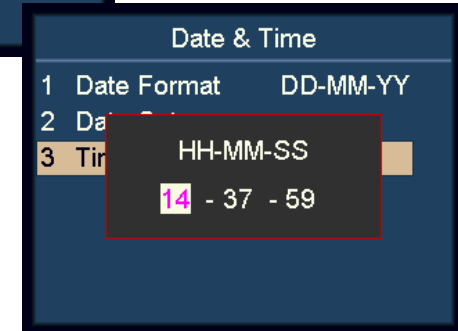 Date & Time
1 Date Format DD-MM-YY
2
3
HH-MM-SS
14 - 37 - 59